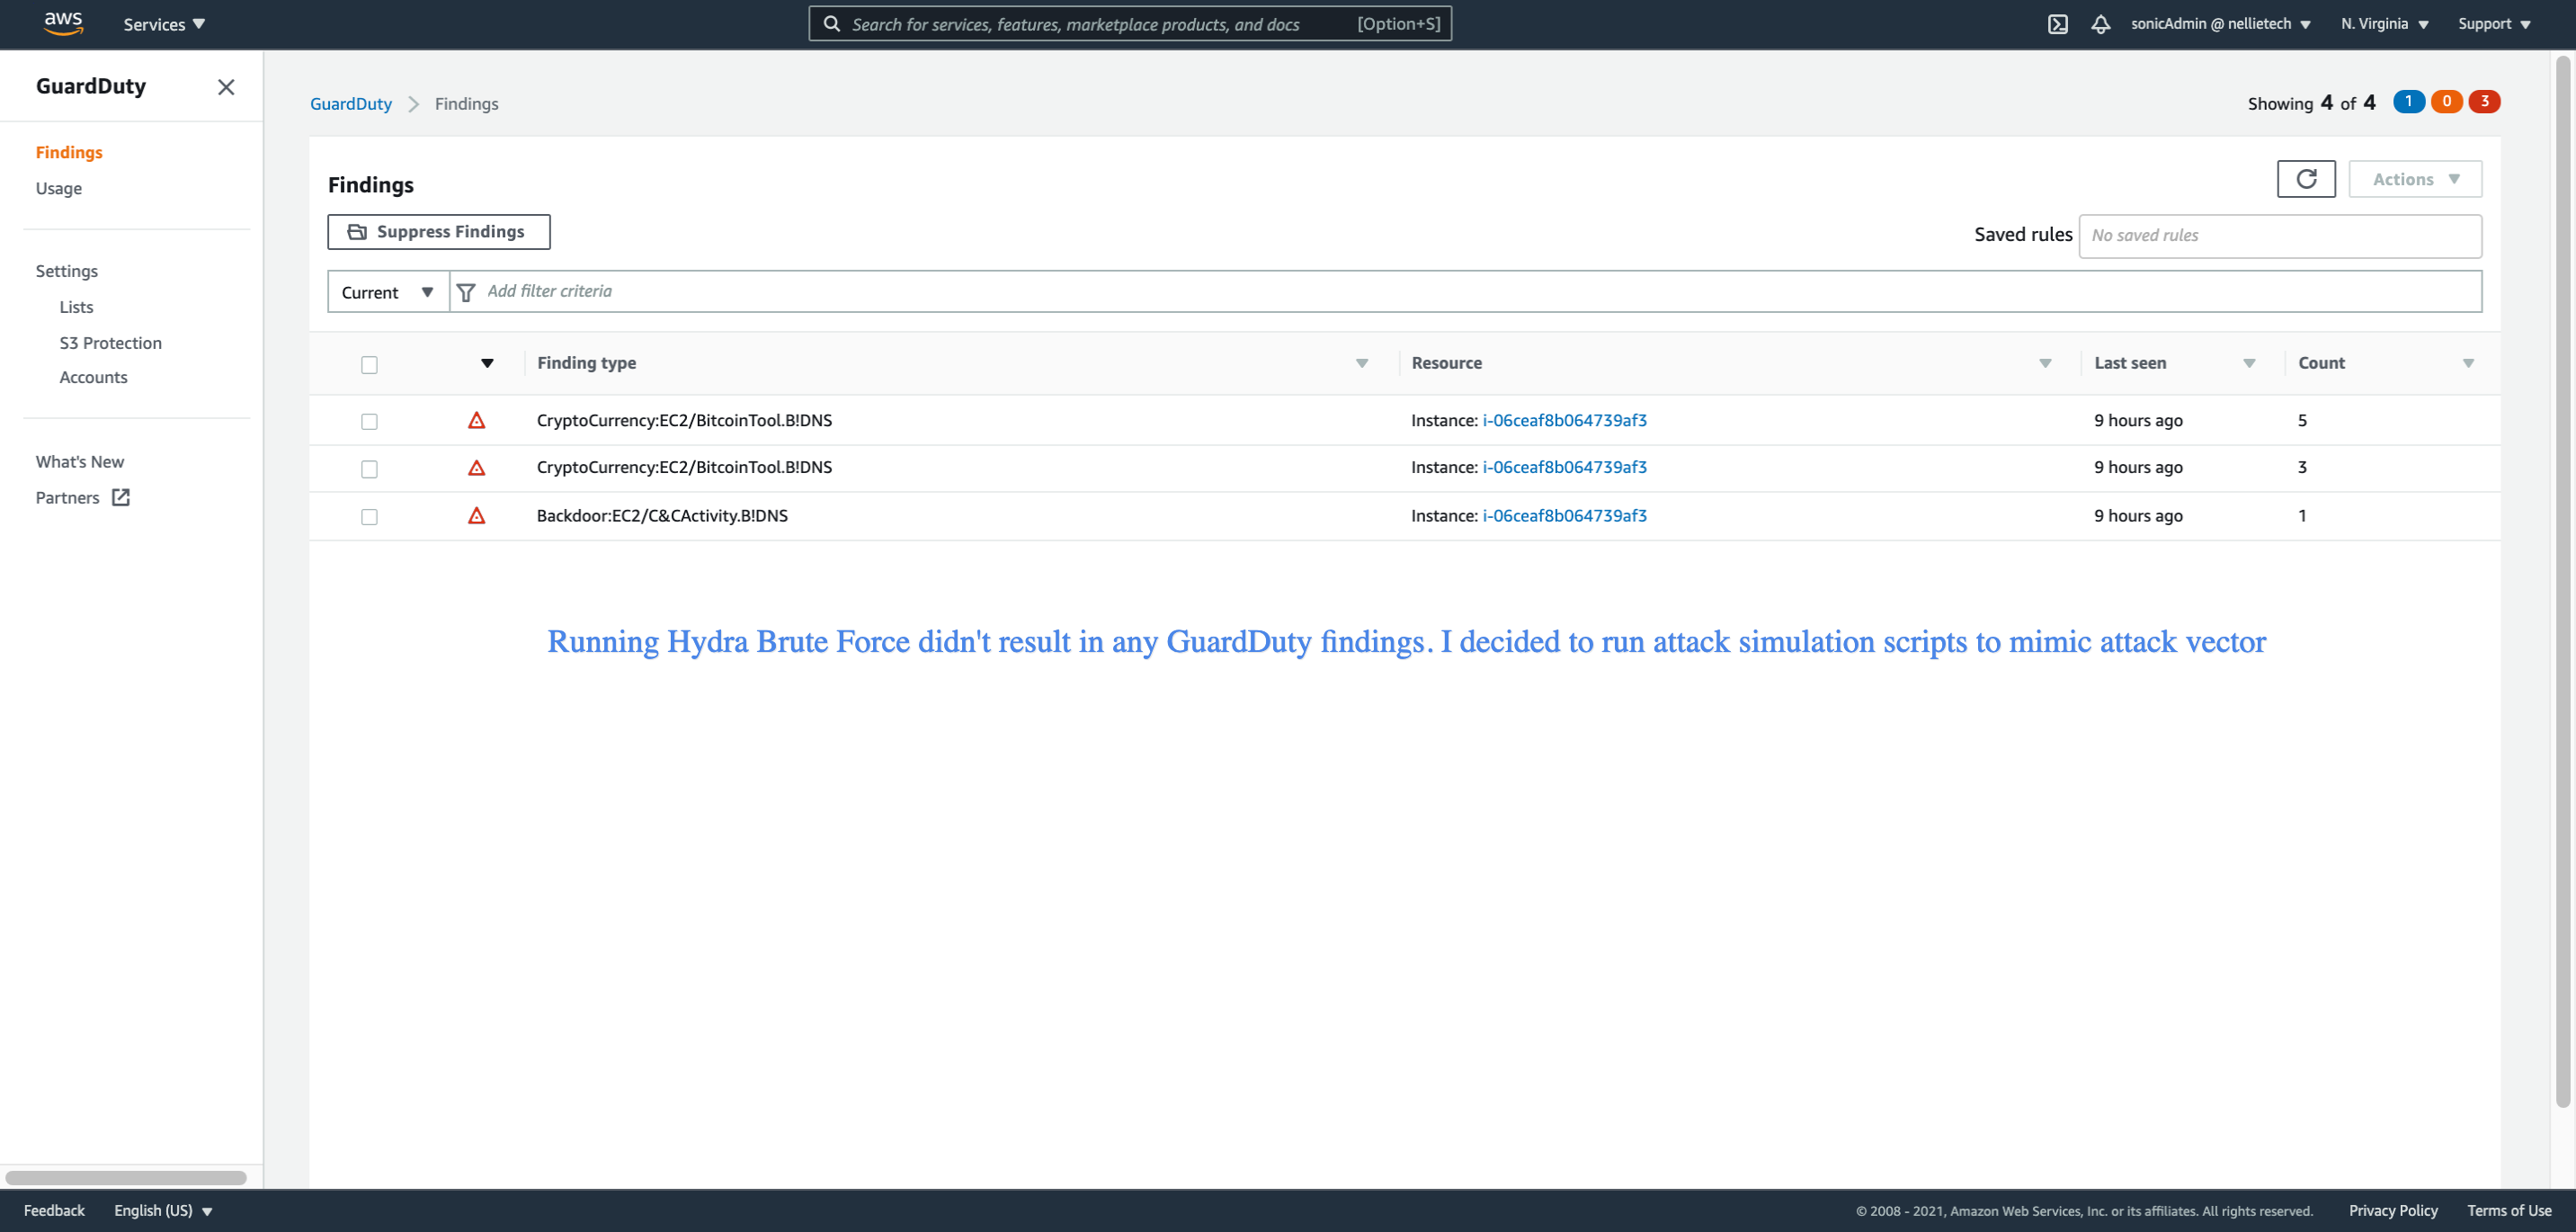 aws
Services
Search for services, features, marketplace products, and docs [Option+S]
sonicAdmin @ nellietech
N. Virginia
Support
GuardDuty
Findings
Usage
Settings
Lists
S3 Protection
Accounts
What's New
Partners
GuardDuty Findings
Showing 4 of 4 1 0 3
Findings
Actions
Suppress Findings
Saved rules No saved rules
Current Add filter criteria
Finding type Resource Last seen Count
CryptoCurrency:EC2/BitcoinTool.B!DNS Instance: i-06ceaf8b064739af3 9 hours ago 5
CryptoCurrency:EC2/BitcoinTool.B!DNS Instance: i-06ceaf8b064739af3 9 hours ago 3
Backdoor:EC2/C&CActivity.B!DNS Instance: i-06ceaf8b064739af3 9 hours ago 1
Running Hydra Brute Force didn't result in any GuardDuty findings. I decided to run attack simulation scripts to mimic attack vector
Feedback English (US) © 2008 - 2021, Amazon Web Services, Inc. or its affiliates. All rights reserved. Privacy Policy Terms of Use